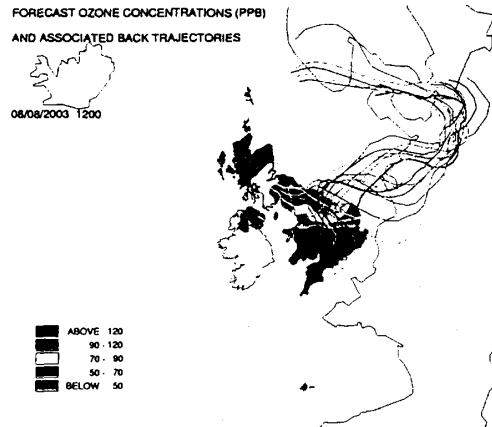 FORECAST OZONE CONCENTRATIONS (PPB)
AND ASSOCIATED BACK TRAJECTORIES
08/08/2003 1200
ABOVE 120
90 - 120
70 - 90
50 - 70
BELOW 50